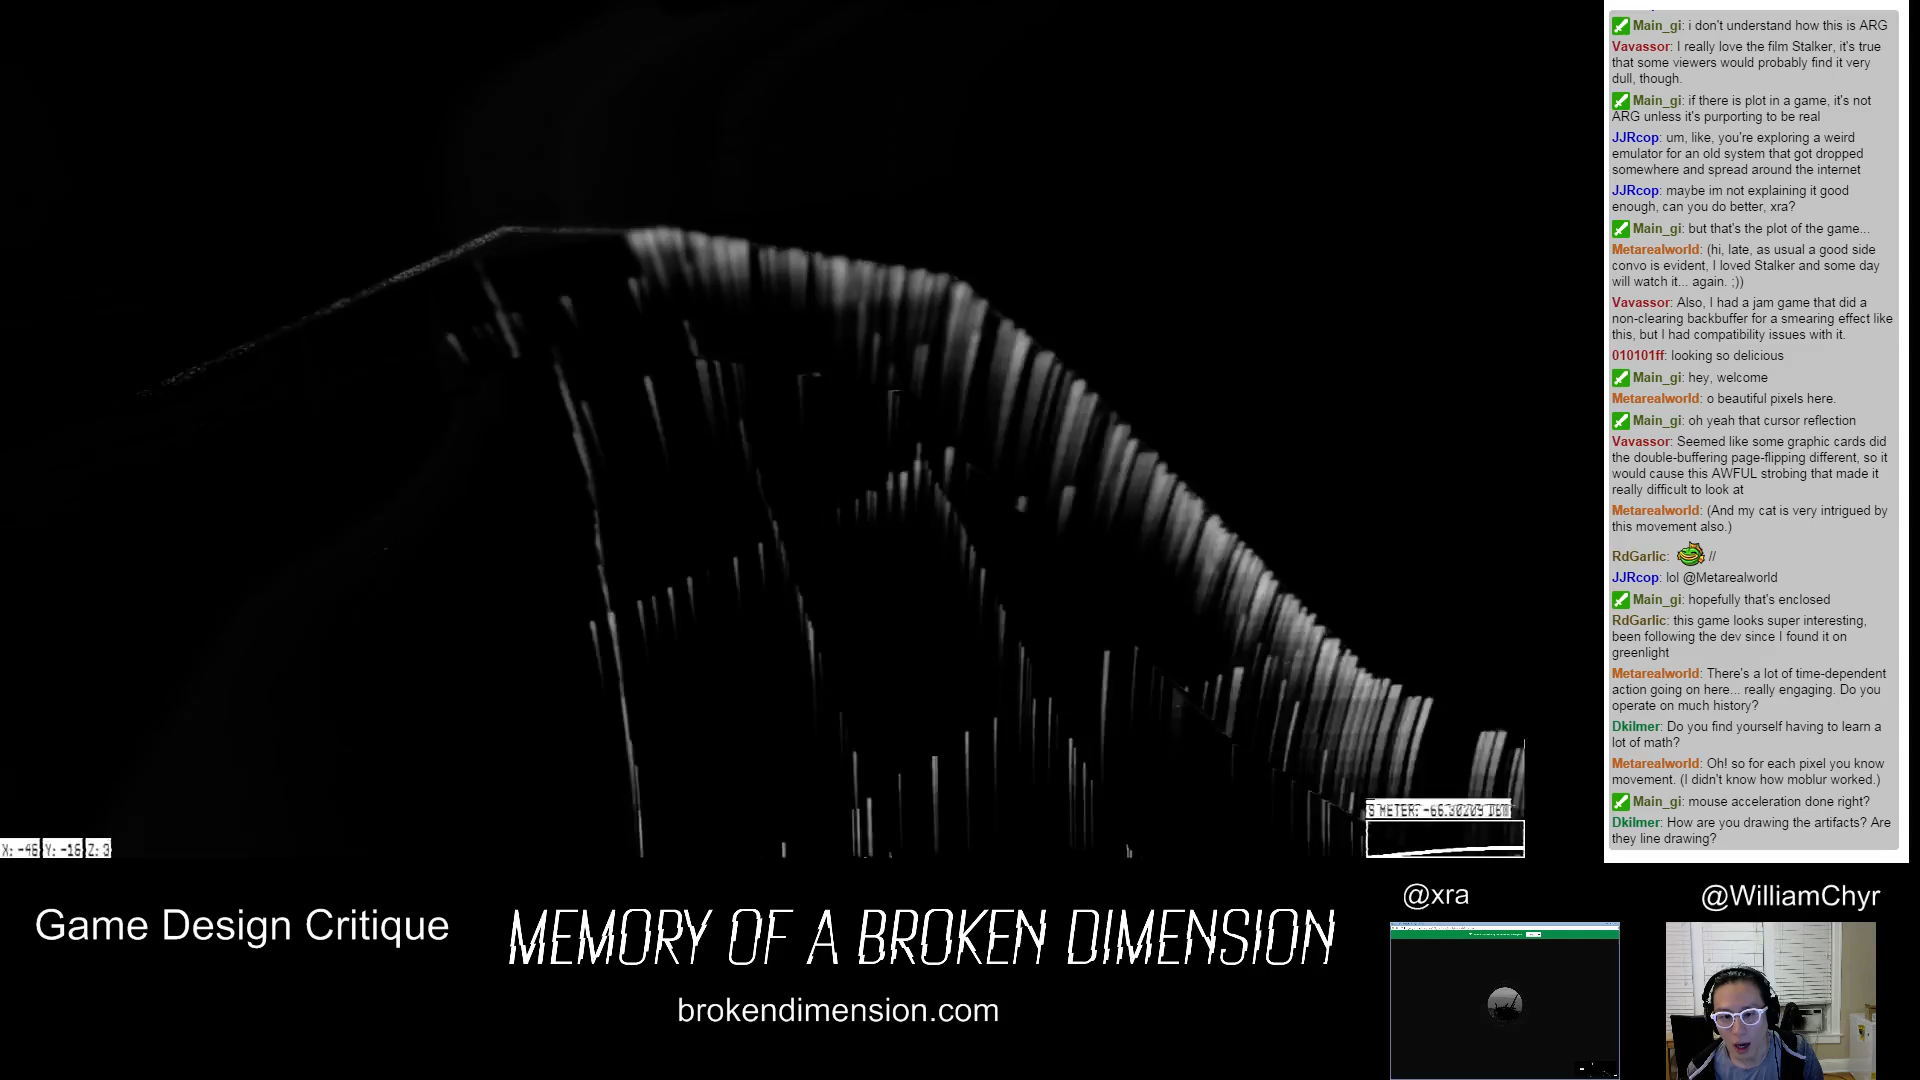 Main_gi: i don't understand how this is ARG
Vavassor: I really love the film Stalker, it's true
that some viewers would probably find it very
dull, though.
Main_gi: if there is plot in a game, it's not
ARG unless it's purporting to be real
JJRcop: um, like, you're exploring a weird
emulator for an old system that got dropped
somewhere and spread around the internet
JJRcop: maybe im not explaining it good
enough, can you do better, xra?
Main_gi: but that's the plot of the game...
Metarealworld: (hi, late, as usual a good side
convo is evident, I loved Stalker and some day
will watch it... again. ;))
Vavassor: Also, I had a jam game that did a
non-clearing backbuffer for a smearing effect like
this, but I had compatibility issues with it.
010101ff: looking so delicious
Main_gi: hey, welcome
Metarealworld: o beautiful pixels here.
Main_gi: oh yeah that cursor reflection
Vavassor: Seemed like some graphic cards did
the double-buffering page-flipping different, so it
would cause this AWFUL strobing that made it
really difficult to look at
Metarealworld: (And my cat is very intrigued by
this movement also.)
RdGarlic: //
JJRcop: lol @Metarealworld
Main_gi: hopefully that's enclosed
RdGarlic: this game looks super interesting,
been following the dev since I found it on
greenlight
Metarealworld: There's a lot of time-dependent
action going on here... really engaging. Do you
operate on much history?
Dkilmer: Do you find yourself having to learn a
lot of math?
Metarealworld: Oh! so for each pixel you know
movement. (I didn't know how moblur worked.)
Main_gi: mouse acceleration done right?
Dkilmer: How are you drawing the artifacts? Are
they line drawing?
S METER:
X: -46 Y: -16 Z: 3
Game Design Critique
MEMORY OF A BROKEN DIMENSION
brokendimension.com
@xra
@WilliamChyr